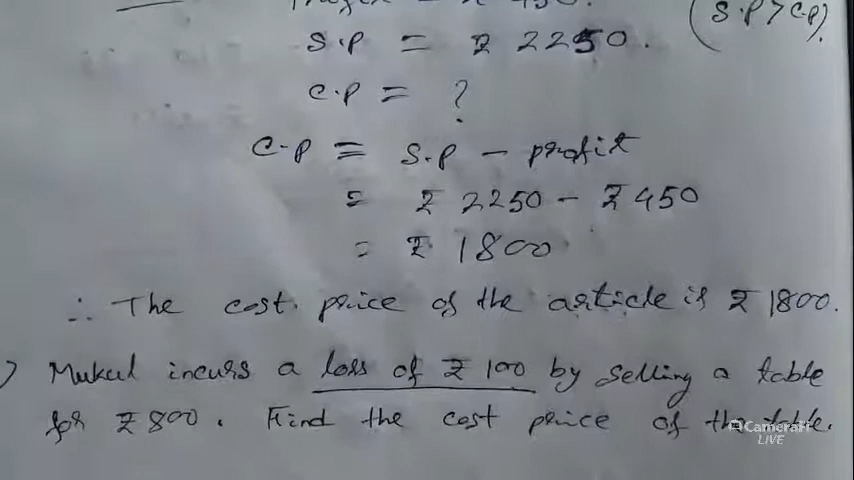 (S.P > C.P).
S.P = ₹ 2250.
C.P = ?
C.P = S.P - profit
= ₹ 2250 - ₹ 450
= ₹ 1800
∴ The cost price of the article is ₹ 1800.
) Mukul incurs a loss of ₹ 100 by selling a table
for ₹ 800. Find the cost price of the table.
LIVE